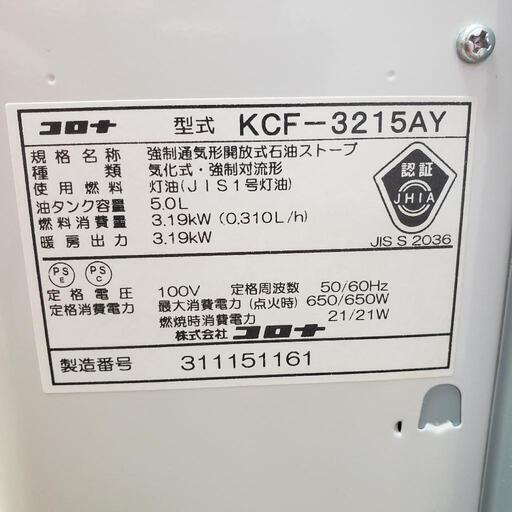 コロナ 型式 KCF-3215AY
規格名称 強制通気形開放式石油ストーブ
種類 気化式・強制対流形
使用燃料 灯油(JIS1号灯油)
油タンク容量 5.0L
燃料消費量 3.19kW (0.310L/h)
暖房出力 3.19kW
認証
JHIA
JIS S 2036
PS E PS C
定格電圧 100V 定格周波数 50/60Hz
定格消費電力 最大消費電力(点火時) 650/650W
燃焼時消費電力 21/21W
株式会社 コロナ
製造番号 311151161